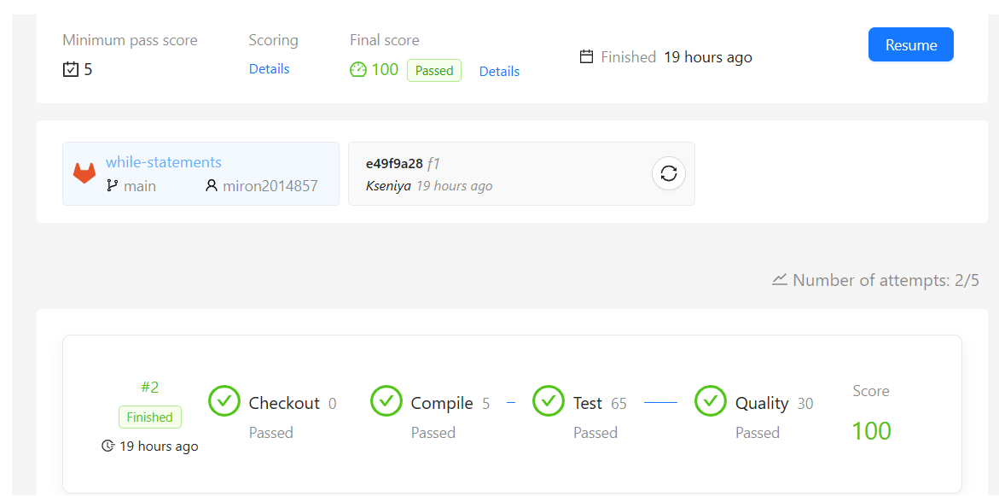 Minimum pass score
5
Scoring
Details
Final score
100 Passed Details
Finished 19 hours ago
Resume
while-statements
main miron2014857
e49f9a28 f1
Kseniya 19 hours ago
Number of attempts: 2/5
#2
Finished
19 hours ago
Checkout 0
Passed
Compile 5
Passed
Test 65
Passed
Quality 30
Passed
Score
100